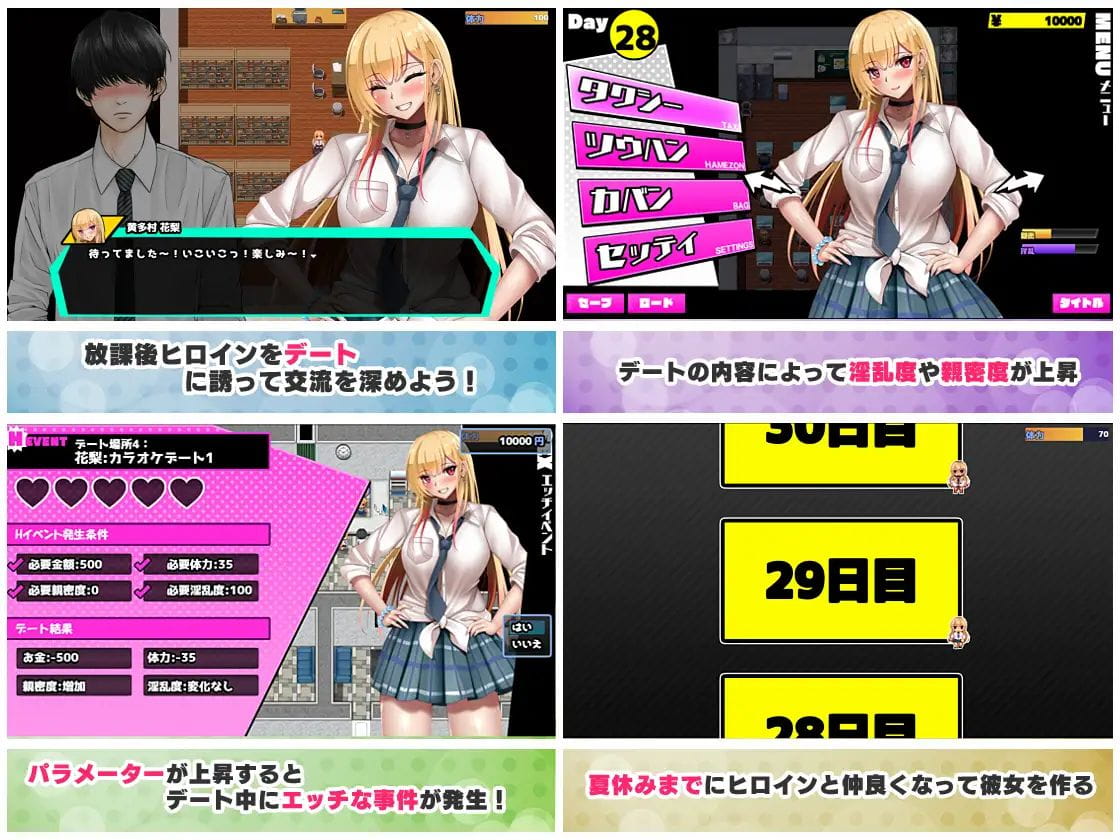 体力 100
黄多村 花梨
待ってました～！いこいこっ！楽しみ～！
Day 28
¥ 10000
MENU メニュー
タクシー
TAXI
ツウハン
HAMEZON
カバン
BAG
セッテイ
SETTINGS
セーブ ロード
タイトル
放課後ヒロインをデート
に誘って交流を深めよう！
デートの内容によって淫乱度や親密度が上昇
H EVENT デート場所4：
花梨:カラオケデート1
10000 円
エッチイベント
Hイベント発生条件
必要金額:500 必要体力:35
必要親密度:0 必要淫乱度:100
デート結果
お金:-500 体力:-35
親密度:増加 淫乱度:変化なし
はい
いいえ
体力 70
30日目
29日目
28日目
パラメーターが上昇すると
デート中にエッチな事件が発生！
夏休みまでにヒロインと仲良くなって彼女を作る